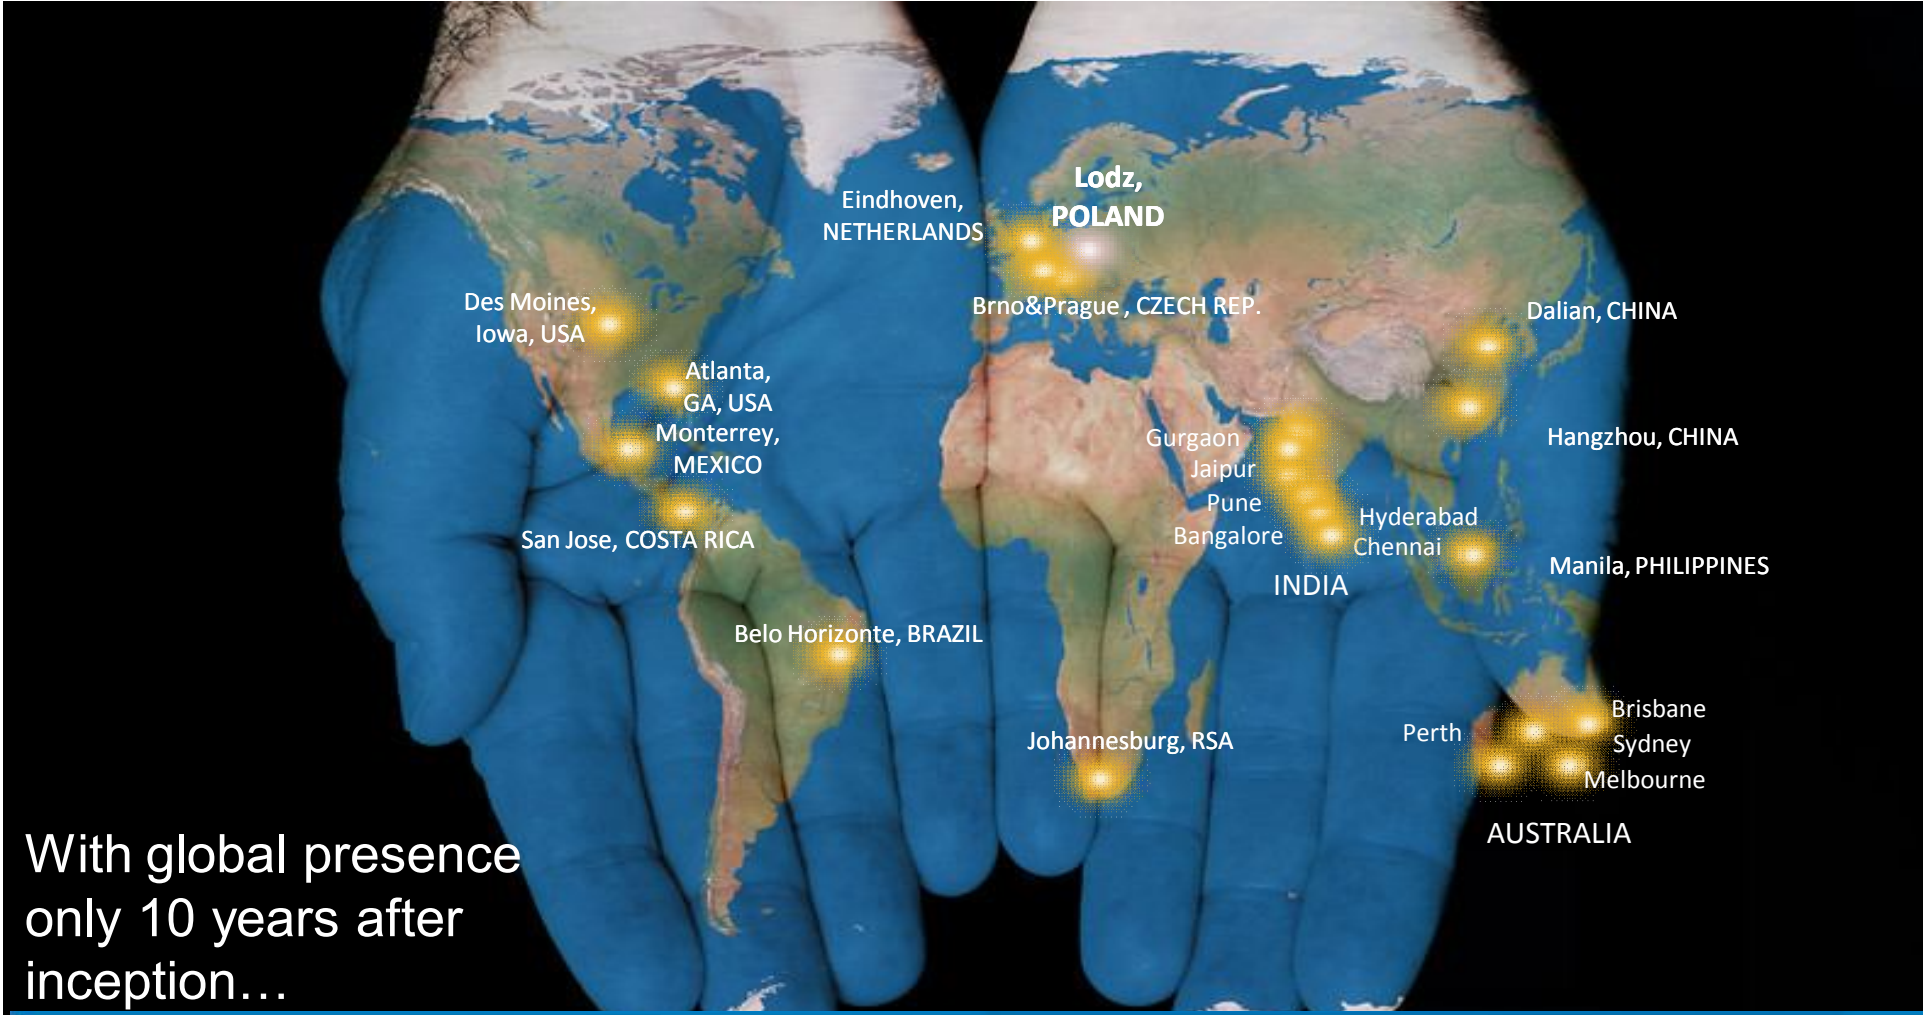 Lodz,
POLAND
Eindhoven,
NETHERLANDS
Brno&Prague , CZECH REP.
Des Moines,
Iowa, USA
Atlanta,
GA, USA
Monterrey,
MEXICO
San Jose, COSTA RICA
Belo Horizonte, BRAZIL
Johannesburg, RSA
Dalian, CHINA
Hangzhou, CHINA
Gurgaon
Jaipur
Pune
Bangalore
Hyderabad
Chennai
INDIA
Manila, PHILIPPINES
Perth
Brisbane
Sydney
Melbourne
AUSTRALIA
With global presence
only 10 years after
inception…